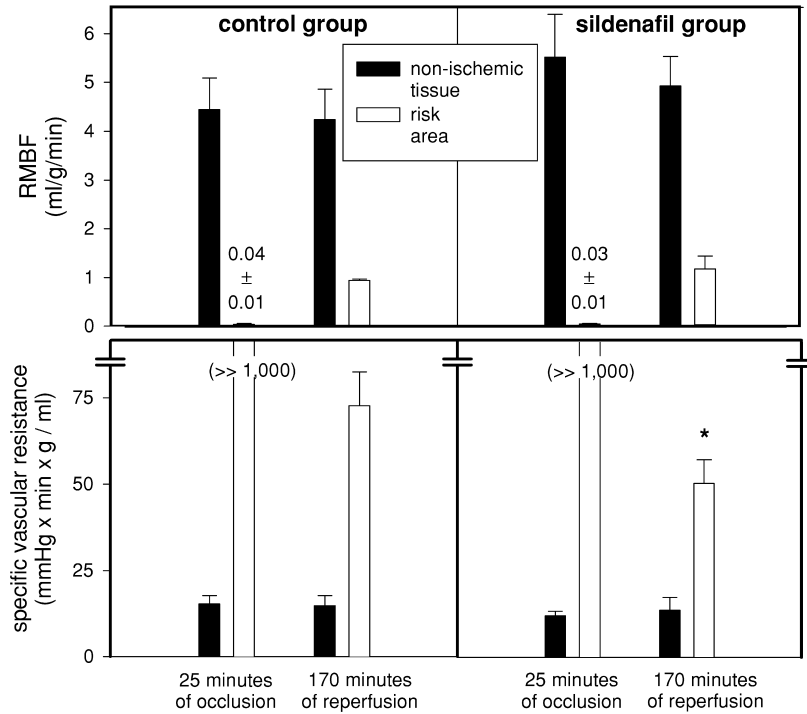 control group
sildenafil group
non-ischemic
tissue
risk
area
RMBF
(ml/g/min)
6
5
4
3
2
1
0
0.04
±
0.01
0.03
±
0.01
specific vascular resistance
(mmHg x min x g / ml)
75
50
25
0
(>> 1,000)
(>> 1,000)
*
25 minutes
of occlusion
170 minutes
of reperfusion
25 minutes
of occlusion
170 minutes
of reperfusion